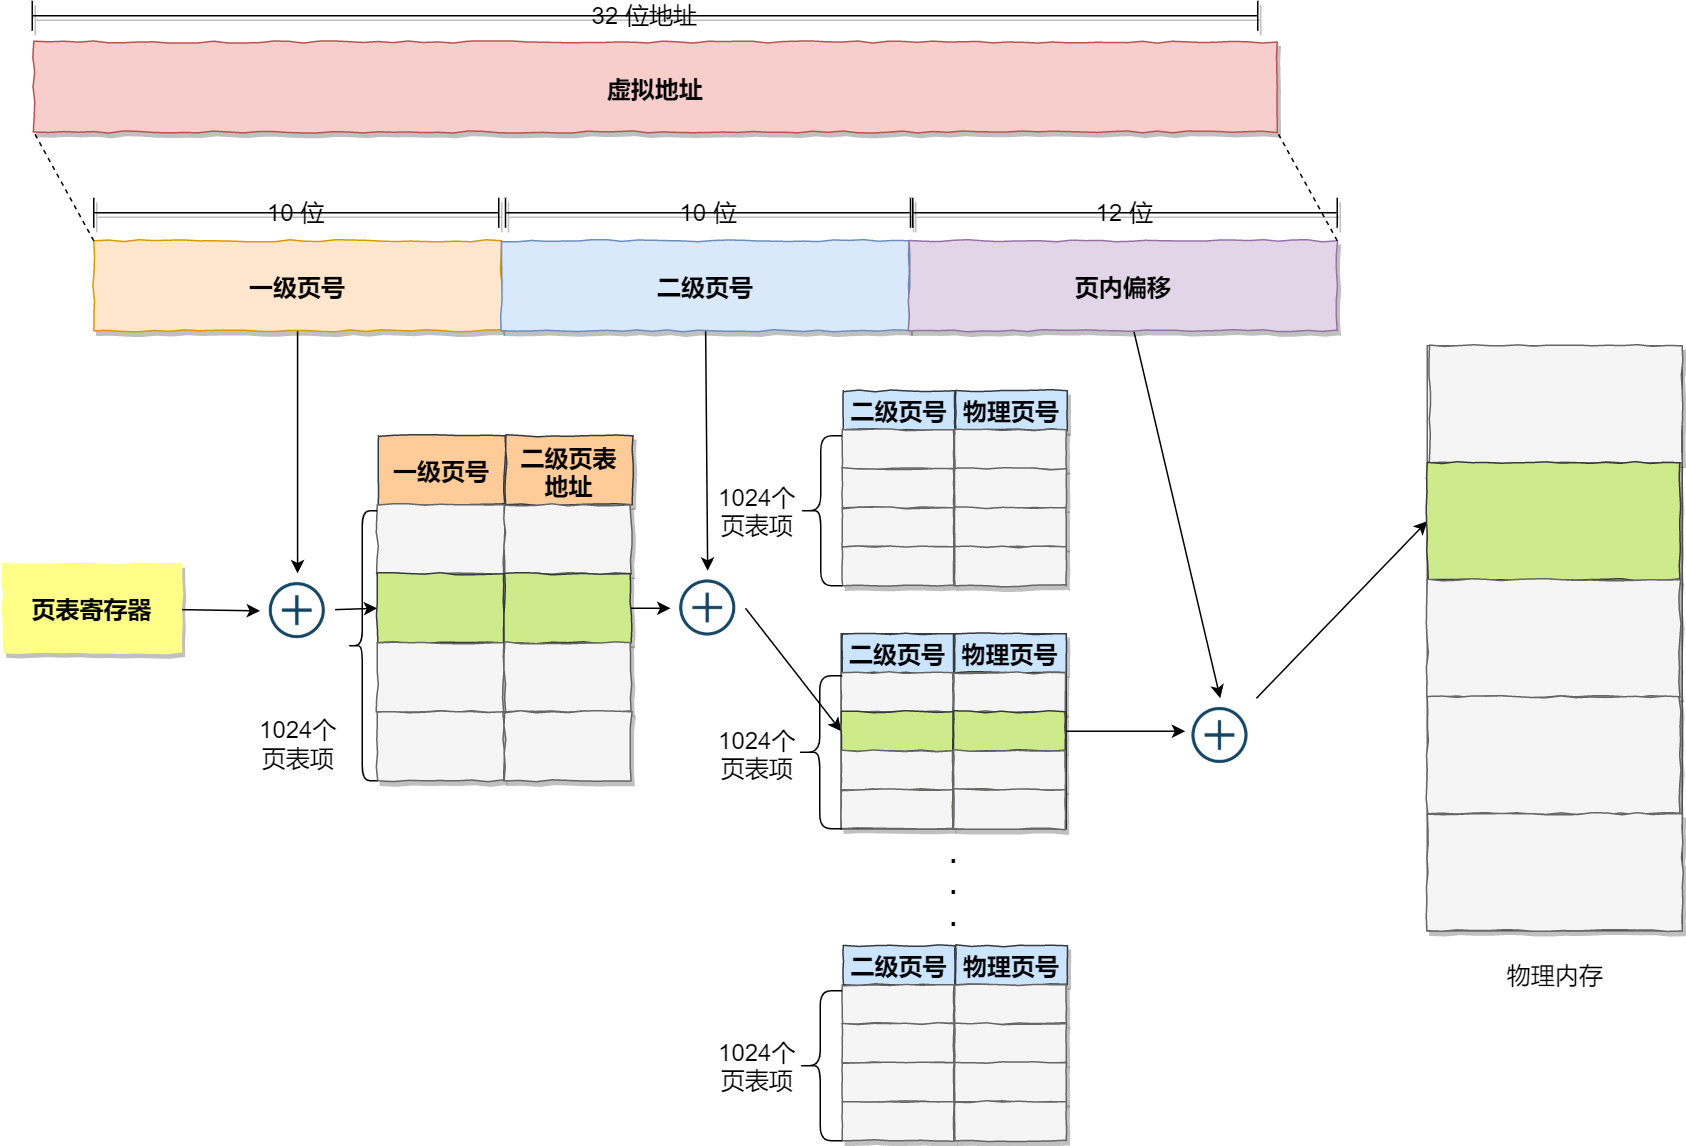 32 位地址
虚拟地址
10 位
10 位
12 位
一级页号
二级页号
页内偏移
页表寄存器
一级页号
二级页表
地址
1024个
页表项
二级页号
物理页号
1024个
页表项
二级页号
物理页号
1024个
页表项
.
.
.
二级页号
物理页号
1024个
页表项
物理内存